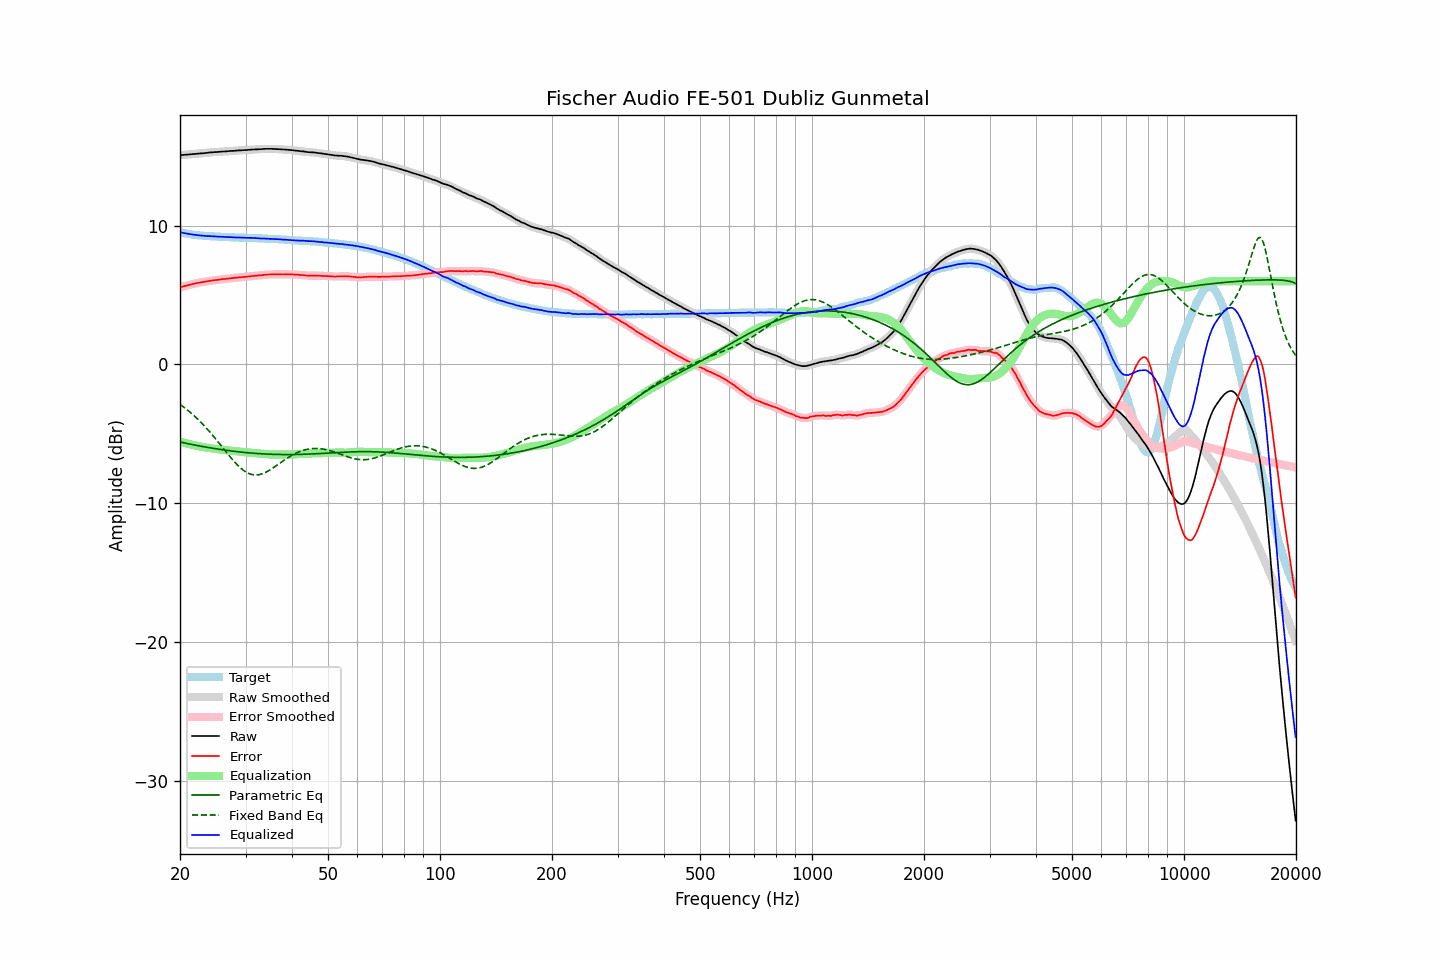 Fischer Audio FE-501 Dubliz Gunmetal
Amplitude (dBr)
10
0
−10
−20
−30
Target
Raw Smoothed
Error Smoothed
Raw
Error
Equalization
Parametric Eq
Fixed Band Eq
Equalized
20 50 100 200 500 1000 2000 5000 10000 20000
Frequency (Hz)